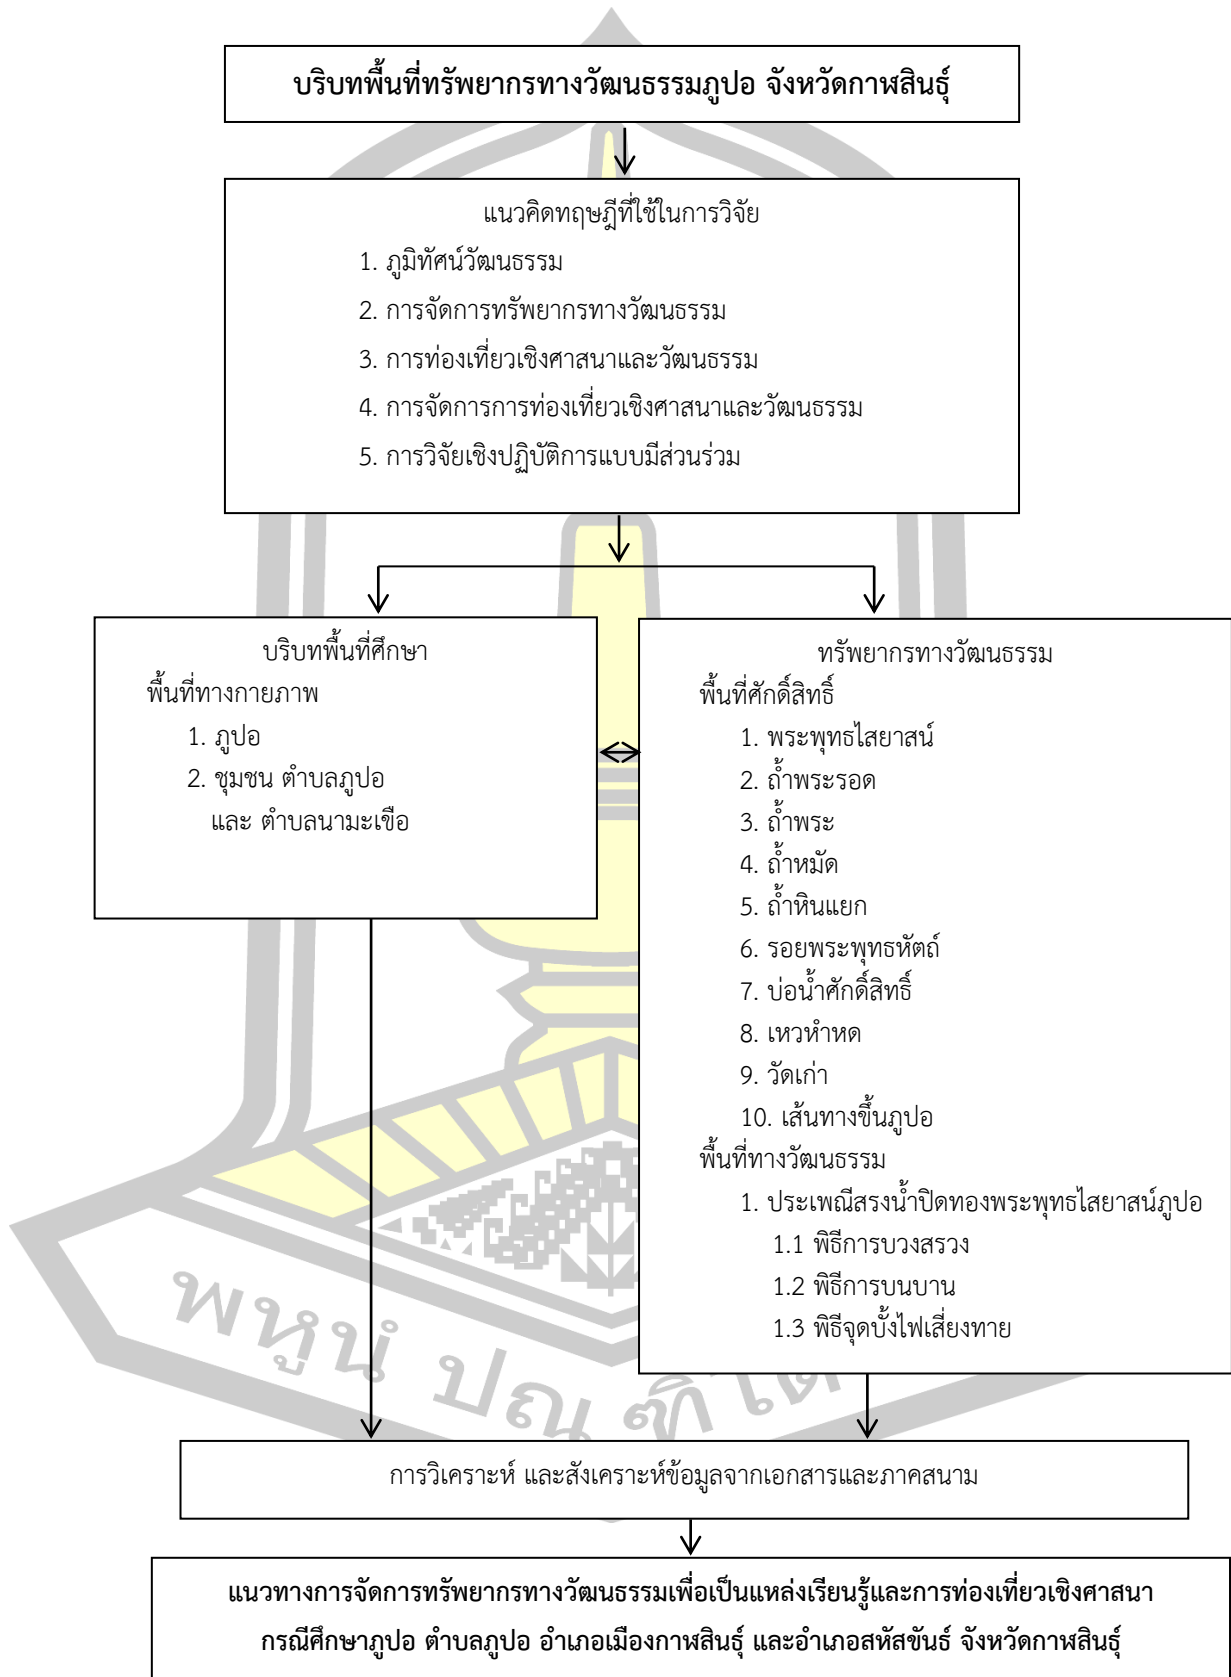 บริบทพื้นที่ทรัพยากรทางวัฒนธรรมภูปอ จังหวัดกาฬสินธุ์
แนวคิดทฤษฎีที่ใช้ในการวิจัย
1. ภูมิทัศน์วัฒนธรรม
2. การจัดการทรัพยากรทางวัฒนธรรม
3. การท่องเที่ยวเชิงศาสนาและวัฒนธรรม
4. การจัดการการท่องเที่ยวเชิงศาสนาและวัฒนธรรม
5. การวิจัยเชิงปฏิบัติการแบบมีส่วนร่วม
บริบทพื้นที่ศึกษา
พื้นที่ทางกายภาพ
1. ภูปอ
2. ชุมชน ตำบลภูปอ
และ ตำบลนามะเขือ
ทรัพยากรทางวัฒนธรรม
พื้นที่ศักดิ์สิทธิ์
1. พระพุทธไสยาสน์
2. ถ้ำพระรอด
3. ถ้ำพระ
4. ถ้ำหมัด
5. ถ้ำหินแยก
6. รอยพระพุทธหัตถ์
7. บ่อน้ำศักดิ์สิทธิ์
8. เหวหำหด
9. วัดเก่า
10. เส้นทางขึ้นภูปอ
พื้นที่ทางวัฒนธรรม
1. ประเพณีสรงน้ำปิดทองพระพุทธไสยาสน์ภูปอ
1.1 พิธีการบวงสรวง
1.2 พิธีการบนบาน
1.3 พิธีจุดบั้งไฟเสี่ยงทาย
พหูนํ ปณฺฑิโต
การวิเคราะห์ และสังเคราะห์ข้อมูลจากเอกสารและภาคสนาม
แนวทางการจัดการทรัพยากรทางวัฒนธรรมเพื่อเป็นแหล่งเรียนรู้และการท่องเที่ยวเชิงศาสนา
กรณีศึกษาภูปอ ตำบลภูปอ อำเภอเมืองกาฬสินธุ์ และอำเภอสหัสขันธ์ จังหวัดกาฬสินธุ์